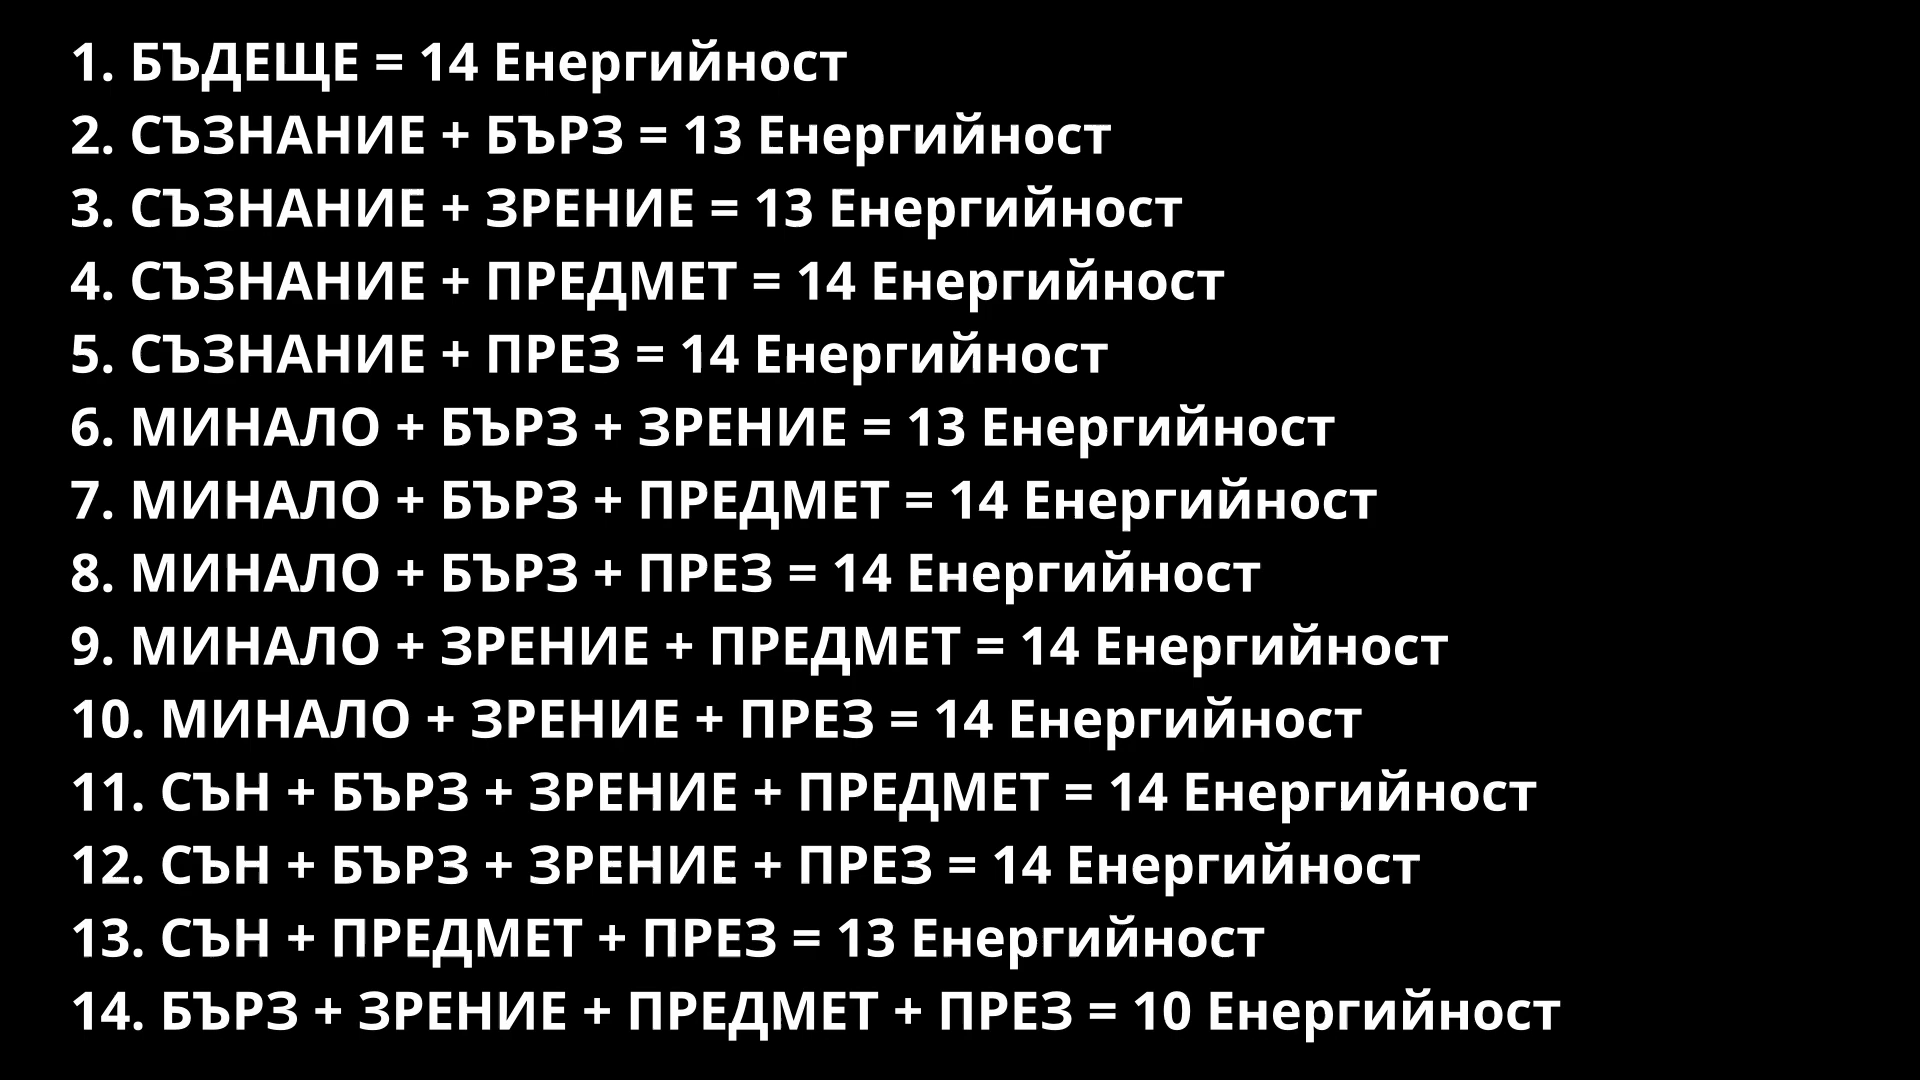 1. БЪДЕЩЕ = 14 Енергийност
2. СЪЗНАНИЕ + БЪРЗ = 13 Енергийност
3. СЪЗНАНИЕ + ЗРЕНИЕ = 13 Енергийност
4. СЪЗНАНИЕ + ПРЕДМЕТ = 14 Енергийност
5. СЪЗНАНИЕ + ПРЕЗ = 14 Енергийност
6. МИНАЛО + БЪРЗ + ЗРЕНИЕ = 13 Енергийност
7. МИНАЛО + БЪРЗ + ПРЕДМЕТ = 14 Енергийност
8. МИНАЛО + БЪРЗ + ПРЕЗ = 14 Енергийност
9. МИНАЛО + ЗРЕНИЕ + ПРЕДМЕТ = 14 Енергийност
10. МИНАЛО + ЗРЕНИЕ + ПРЕЗ = 14 Енергийност
11. СЪН + БЪРЗ + ЗРЕНИЕ + ПРЕДМЕТ = 14 Енергийност
12. СЪН + БЪРЗ + ЗРЕНИЕ + ПРЕЗ = 14 Енергийност
13. СЪН + ПРЕДМЕТ + ПРЕЗ = 13 Енергийност
14. БЪРЗ + ЗРЕНИЕ + ПРЕДМЕТ + ПРЕЗ = 10 Енергийност